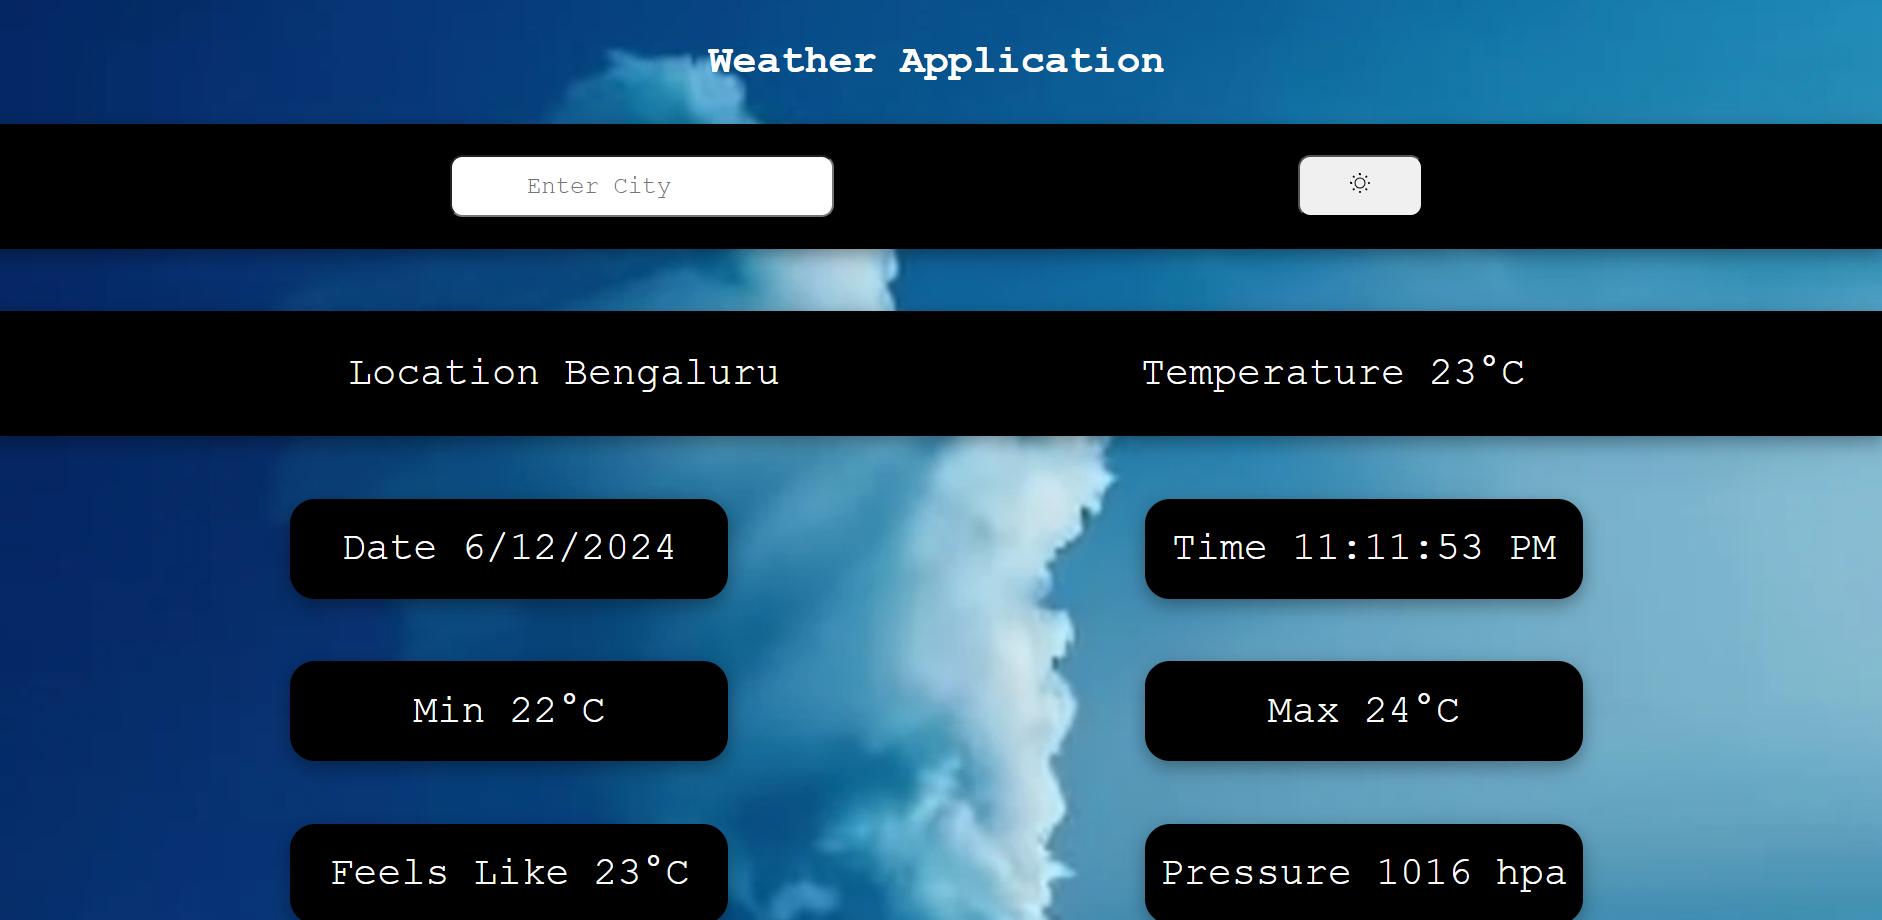 Weather Application
Enter City
Location Bengaluru Temperature 23°C
Date 6/12/2024 Time 11:11:53 PM
Min 22°C Max 24°C
Feels Like 23°C Pressure 1016 hpa